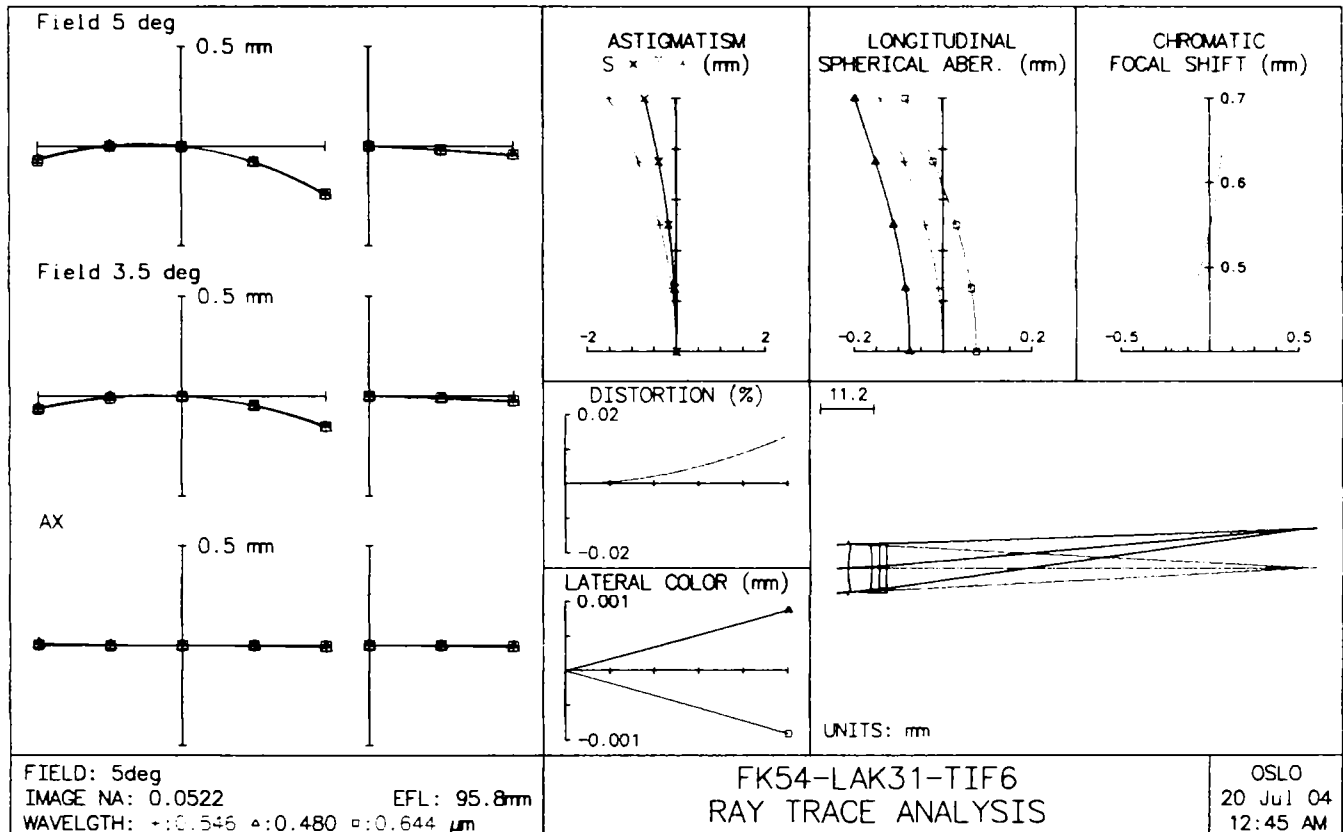 Field 5 deg
0.5 mm
Field 3.5 deg
0.5 mm
AX
0.5 mm
ASTIGMATISM
S × + (mm)
-2
2
LONGITUDINAL
SPHERICAL ABER. (mm)
-0.2
0.2
CHROMATIC
FOCAL SHIFT (mm)
0.7
0.6
0.5
-0.5
0.5
DISTORTION (%)
0.02
-0.02
LATERAL COLOR (mm)
0.001
-0.001
11.2
UNITS: mm
FIELD: 5deg
IMAGE NA: 0.0522 EFL: 95.8mm
WAVELGTH: +:0.546 △:0.480 □:0.644 µm
FK54-LAK31-TIF6
RAY TRACE ANALYSIS
OSLO
20 Jul 04
12:45 AM